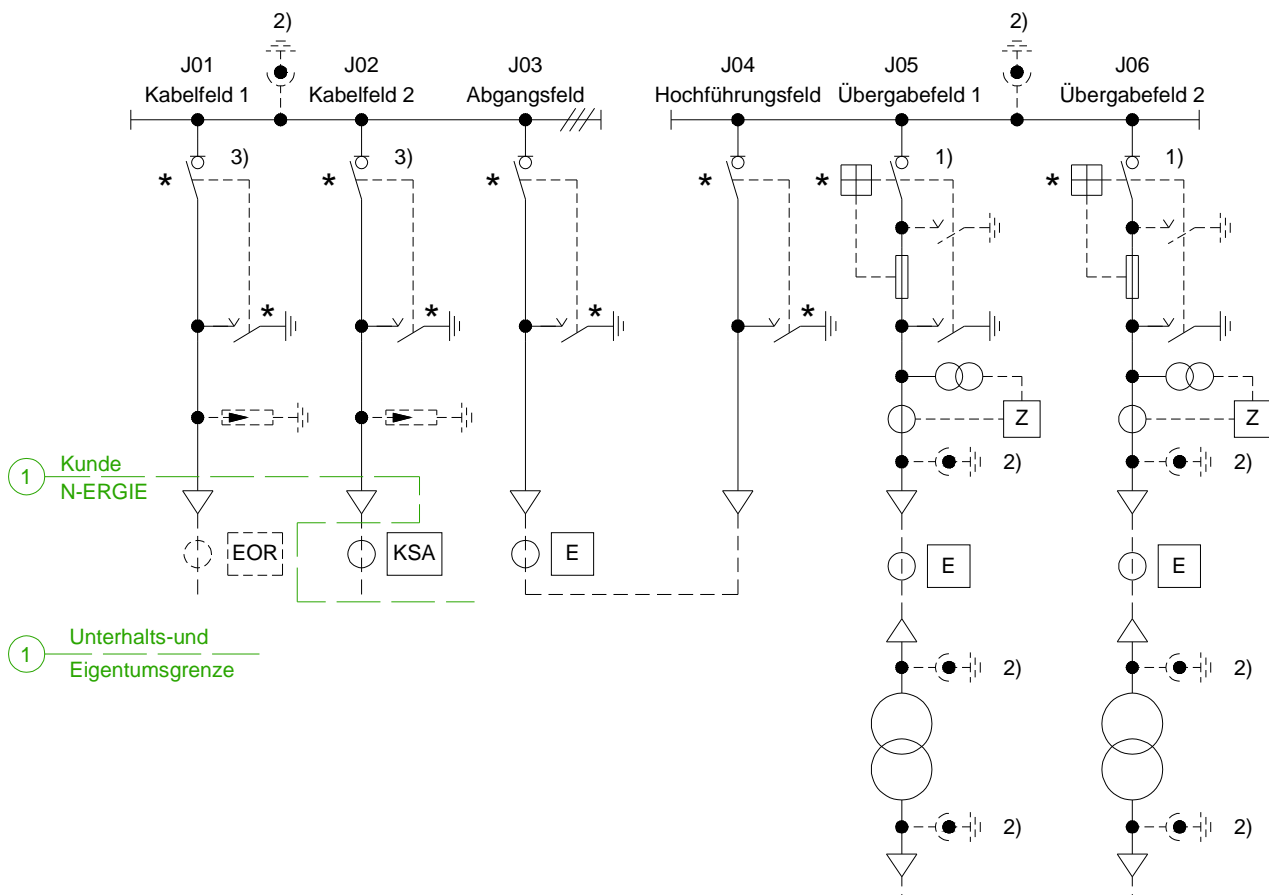 2)
2)
J01
J02
J03
J04
J05
J06
Kabelfeld 1
Kabelfeld 2
Abgangsfeld
Hochführungsfeld
Übergabefeld 1
Übergabefeld 2
3)
3)
1)
1)
*
*
*
*
*
*
*
*
*
*
Z
Z
1
Kunde
N-ERGIE
2)
2)
EOR
KSA
E
E
E
1
Unterhalts-und
Eigentumsgrenze
2)
2)
2)
2)